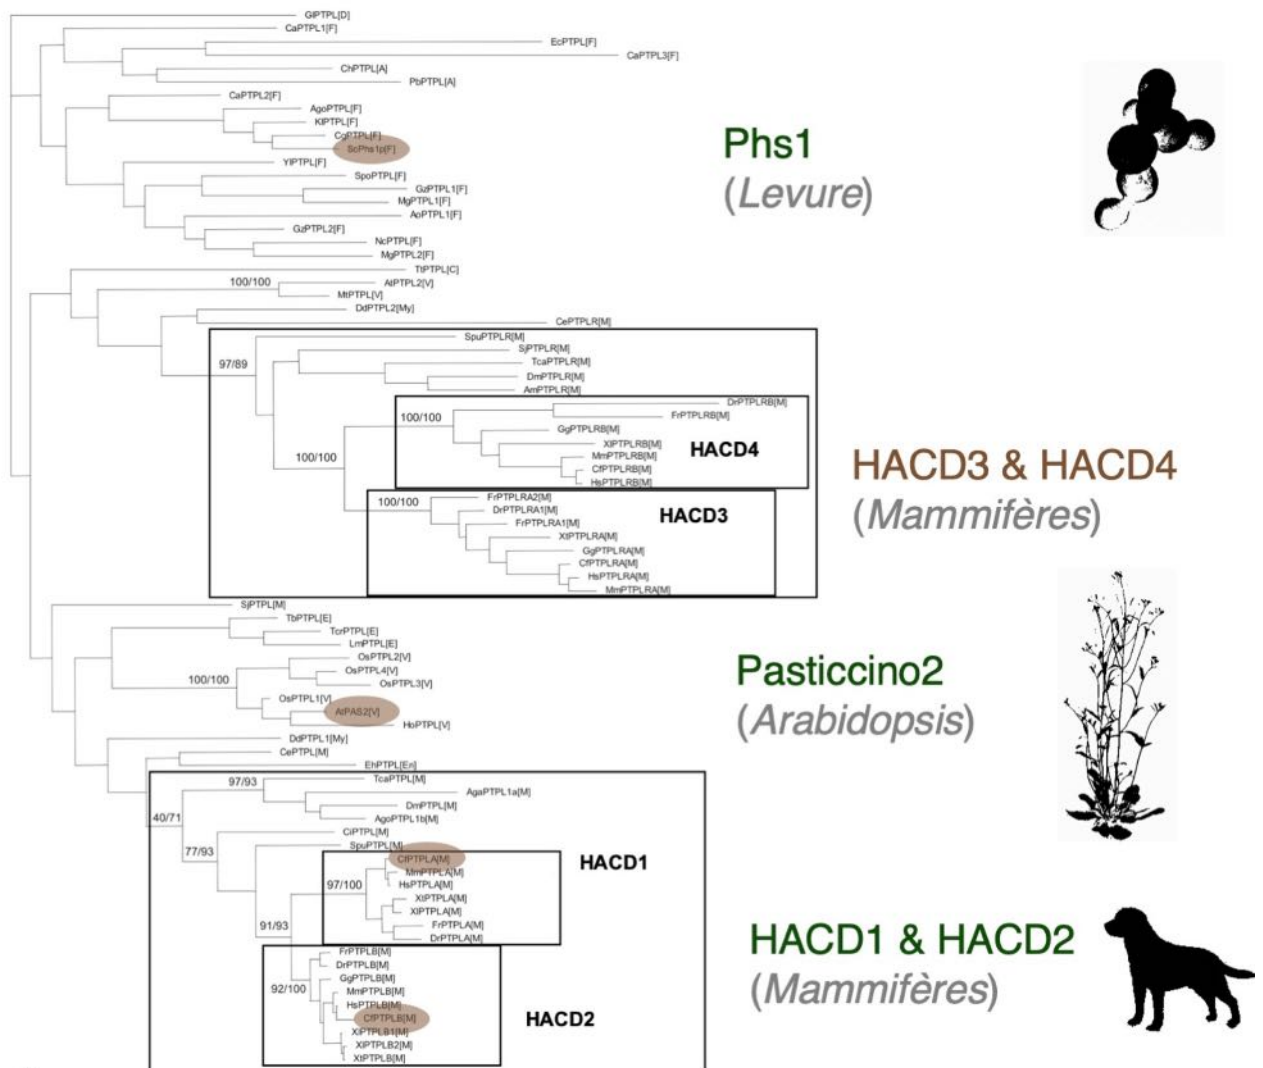 GlPTPL[D]
CaPTPL1[F]
EcPTPL[F]
CaPTPL3[F]
ChPTPL[A]
PbPTPL[A]
CaPTPL2[F]
AgoPTPL[F]
KlPTPL[F]
CgPTPL[F]
ScPhs1p[F]
YlPTPL[F]
SpoPTPL[F]
GzPTPL1[F]
MgPTPL1[F]
AoPTPL1[F]
GzPTPL2[F]
NcPTPL[F]
MgPTPL2[F]
Phs1
(Levure)
TtPTPL[C]
100/100
AtPTPL2[V]
MtPTPL[V]
DdPTPL2[My]
CePTPLR[M]
97/89
SpuPTPLR[M]
SjPTPLR[M]
TcaPTPLR[M]
DmPTPLR[M]
AmPTPLR[M]
100/100
100/100
DrPTPLRB[M]
FrPTPLRB[M]
GgPTPLRB[M]
XlPTPLRB[M]
MmPTPLRB[M]
CfPTPLRB[M]
HsPTPLRB[M]
HACD4
100/100
FrPTPLRA2[M]
DrPTPLRA1[M]
FrPTPLRA1[M]
XtPTPLRA[M]
GgPTPLRA[M]
CfPTPLRA[M]
HsPTPLRA[M]
MmPTPLRA[M]
HACD3
HACD3 & HACD4
(Mammifères)
SjPTPL[M]
TbPTPL[E]
TcrPTPL[E]
LmPTPL[E]
100/100
OsPTPL2[V]
OsPTPL4[V]
OsPTPL3[V]
OsPTPL1[V]
AtPAS2[V]
HoPTPL[V]
Pasticcino2
(Arabidopsis)
DdPTPL1[My]
CePTPL[M]
EhPTPL[En]
40/71
97/93
TcaPTPL[M]
AgaPTPL1a[M]
DmPTPL[M]
AgoPTPL1b[M]
77/93
CiPTPL[M]
SpuPTPL[M]
91/93
97/100
CfPTPLA[M]
MmPTPLA[M]
HsPTPLA[M]
XtPTPLA[M]
XlPTPLA[M]
FrPTPLA[M]
DrPTPLA[M]
HACD1
92/100
FrPTPLB[M]
DrPTPLB[M]
GgPTPLB[M]
MmPTPLB[M]
HsPTPLB[M]
CfPTPLB[M]
XlPTPLB1[M]
XlPTPLB2[M]
XtPTPLB[M]
HACD2
HACD1 & HACD2
(Mammifères)